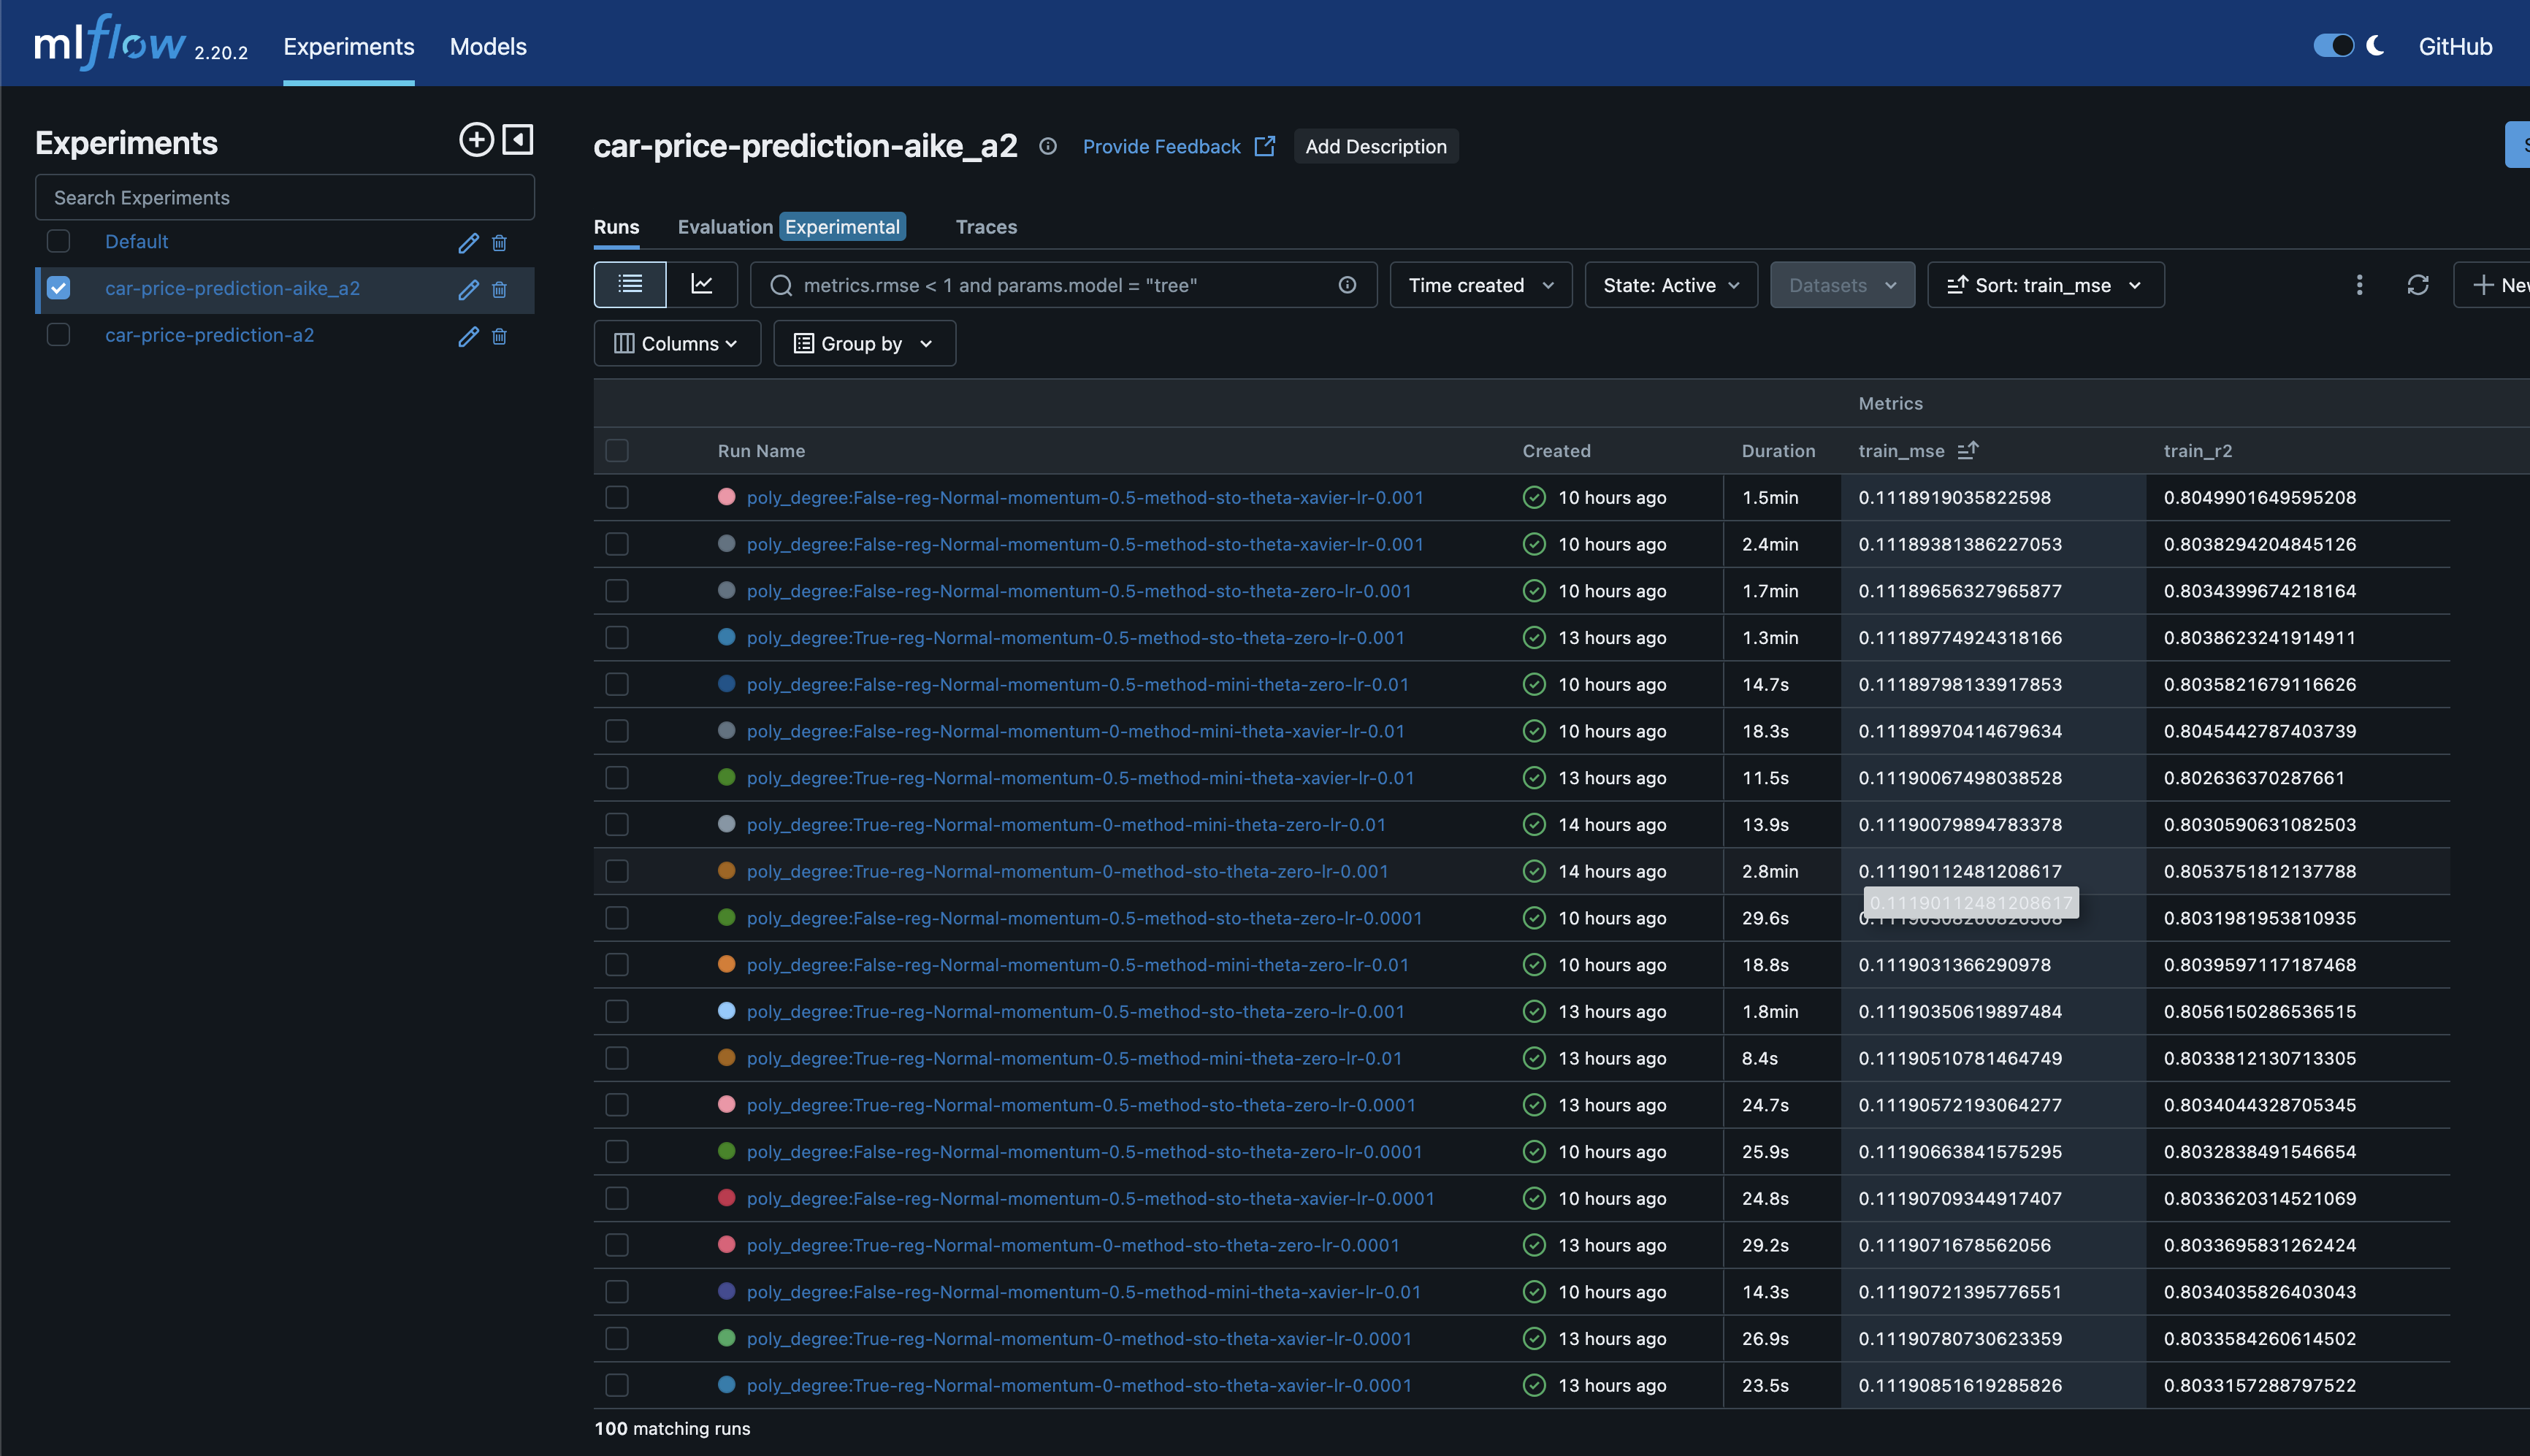 mlflow 2.20.2 Experiments Models GitHub
Experiments
Search Experiments
Default
car-price-prediction-aike_a2
car-price-prediction-a2
car-price-prediction-aike_a2 Provide Feedback Add Description
Runs Evaluation Experimental Traces
metrics.rmse < 1 and params.model = "tree" Time created State: Active Datasets Sort: train_mse
Columns Group by
Metrics
Run Name Created Duration train_mse train_r2
poly_degree:False-reg-Normal-momentum-0.5-method-sto-theta-xavier-lr-0.001 10 hours ago 1.5min 0.1118919035822598 0.8049901649595208
poly_degree:False-reg-Normal-momentum-0.5-method-sto-theta-xavier-lr-0.001 10 hours ago 2.4min 0.11189381386227053 0.8038294204845126
poly_degree:False-reg-Normal-momentum-0.5-method-sto-theta-zero-lr-0.001 10 hours ago 1.7min 0.11189656327965877 0.8034399674218164
poly_degree:True-reg-Normal-momentum-0.5-method-sto-theta-zero-lr-0.001 13 hours ago 1.3min 0.11189774924318166 0.8038623241914911
poly_degree:False-reg-Normal-momentum-0.5-method-mini-theta-zero-lr-0.01 10 hours ago 14.7s 0.11189798133917853 0.8035821679116626
poly_degree:False-reg-Normal-momentum-0-method-mini-theta-xavier-lr-0.01 10 hours ago 18.3s 0.11189970414679634 0.8045442787403739
poly_degree:True-reg-Normal-momentum-0.5-method-mini-theta-xavier-lr-0.01 13 hours ago 11.5s 0.11190067498038528 0.802636370287661
poly_degree:True-reg-Normal-momentum-0-method-mini-theta-zero-lr-0.01 14 hours ago 13.9s 0.11190079894783378 0.8030590631082503
poly_degree:True-reg-Normal-momentum-0-method-sto-theta-zero-lr-0.001 14 hours ago 2.8min 0.11190112481208617 0.8053751812137788
0.11190112481208617
poly_degree:False-reg-Normal-momentum-0.5-method-sto-theta-zero-lr-0.0001 10 hours ago 29.6s 0.8031981953810935
poly_degree:False-reg-Normal-momentum-0.5-method-mini-theta-zero-lr-0.01 10 hours ago 18.8s 0.1119031366290978 0.8039597117187468
poly_degree:True-reg-Normal-momentum-0.5-method-sto-theta-zero-lr-0.001 13 hours ago 1.8min 0.11190350619897484 0.8056150286536515
poly_degree:True-reg-Normal-momentum-0.5-method-mini-theta-zero-lr-0.01 13 hours ago 8.4s 0.11190510781464749 0.8033812130713305
poly_degree:True-reg-Normal-momentum-0.5-method-sto-theta-zero-lr-0.0001 13 hours ago 24.7s 0.11190572193064277 0.8034044328705345
poly_degree:False-reg-Normal-momentum-0.5-method-sto-theta-zero-lr-0.0001 10 hours ago 25.9s 0.11190663841575295 0.8032838491546654
poly_degree:False-reg-Normal-momentum-0.5-method-sto-theta-xavier-lr-0.0001 10 hours ago 24.8s 0.11190709344917407 0.8033620314521069
poly_degree:True-reg-Normal-momentum-0-method-sto-theta-zero-lr-0.0001 13 hours ago 29.2s 0.1119071678562056 0.8033695831262424
poly_degree:False-reg-Normal-momentum-0.5-method-mini-theta-xavier-lr-0.01 10 hours ago 14.3s 0.11190721395776551 0.8034035826403043
poly_degree:True-reg-Normal-momentum-0-method-sto-theta-xavier-lr-0.0001 13 hours ago 26.9s 0.11190780730623359 0.8033584260614502
poly_degree:True-reg-Normal-momentum-0-method-sto-theta-xavier-lr-0.0001 13 hours ago 23.5s 0.11190851619285826 0.8033157288797522
100 matching runs